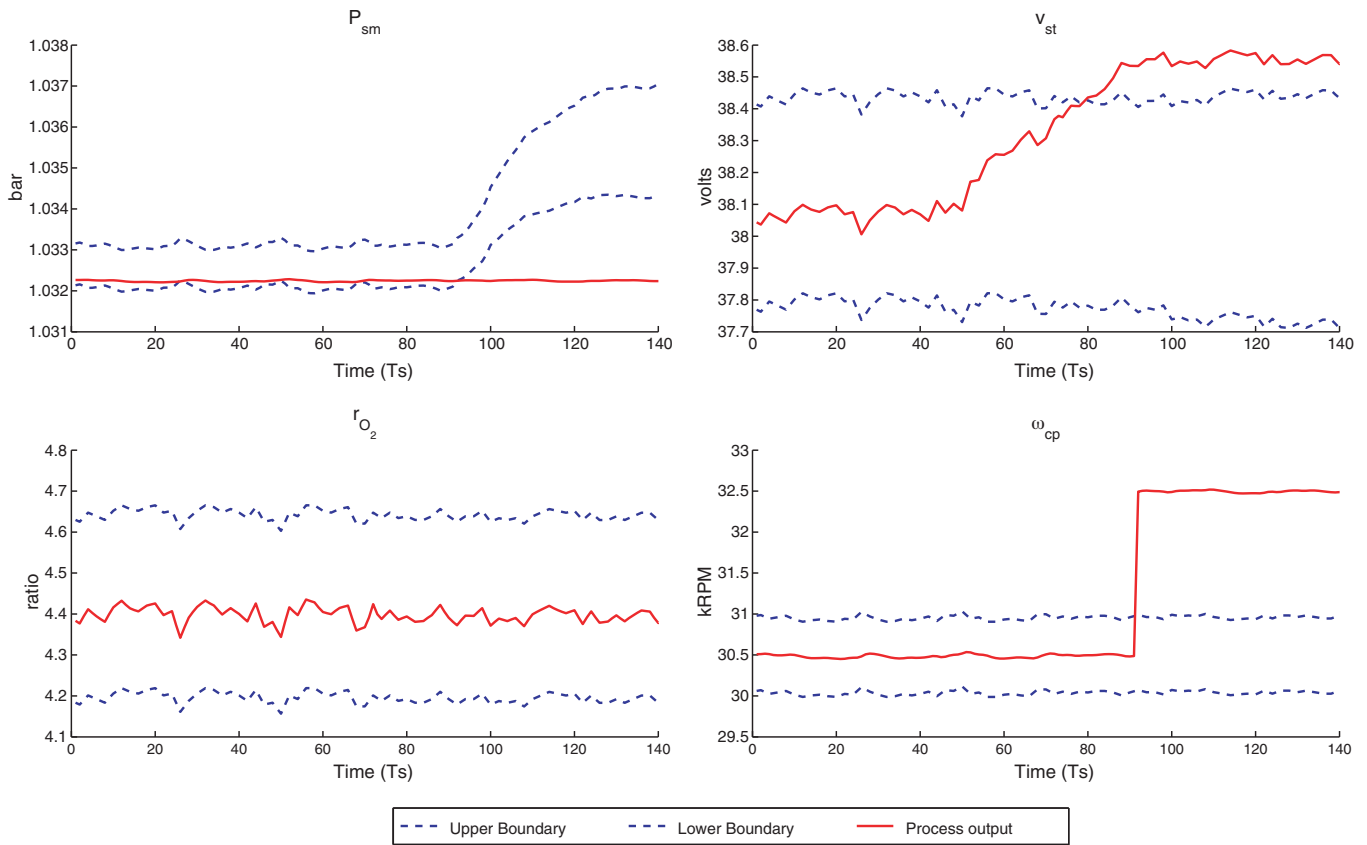 P_sm
bar
1.038
1.037
1.036
1.035
1.034
1.033
1.032
1.031
0 20 40 60 80 100 120 140
Time (Ts)
v_st
volts
38.6
38.5
38.4
38.3
38.2
38.1
38
37.9
37.8
37.7
0 20 40 60 80 100 120 140
Time (Ts)
r_O_2
ratio
4.8
4.7
4.6
4.5
4.4
4.3
4.2
4.1
0 20 40 60 80 100 120 140
Time (Ts)
ω_cp
kRPM
33
32.5
32
31.5
31
30.5
30
29.5
0 20 40 60 80 100 120 140
Time (Ts)
Upper Boundary Lower Boundary Process output